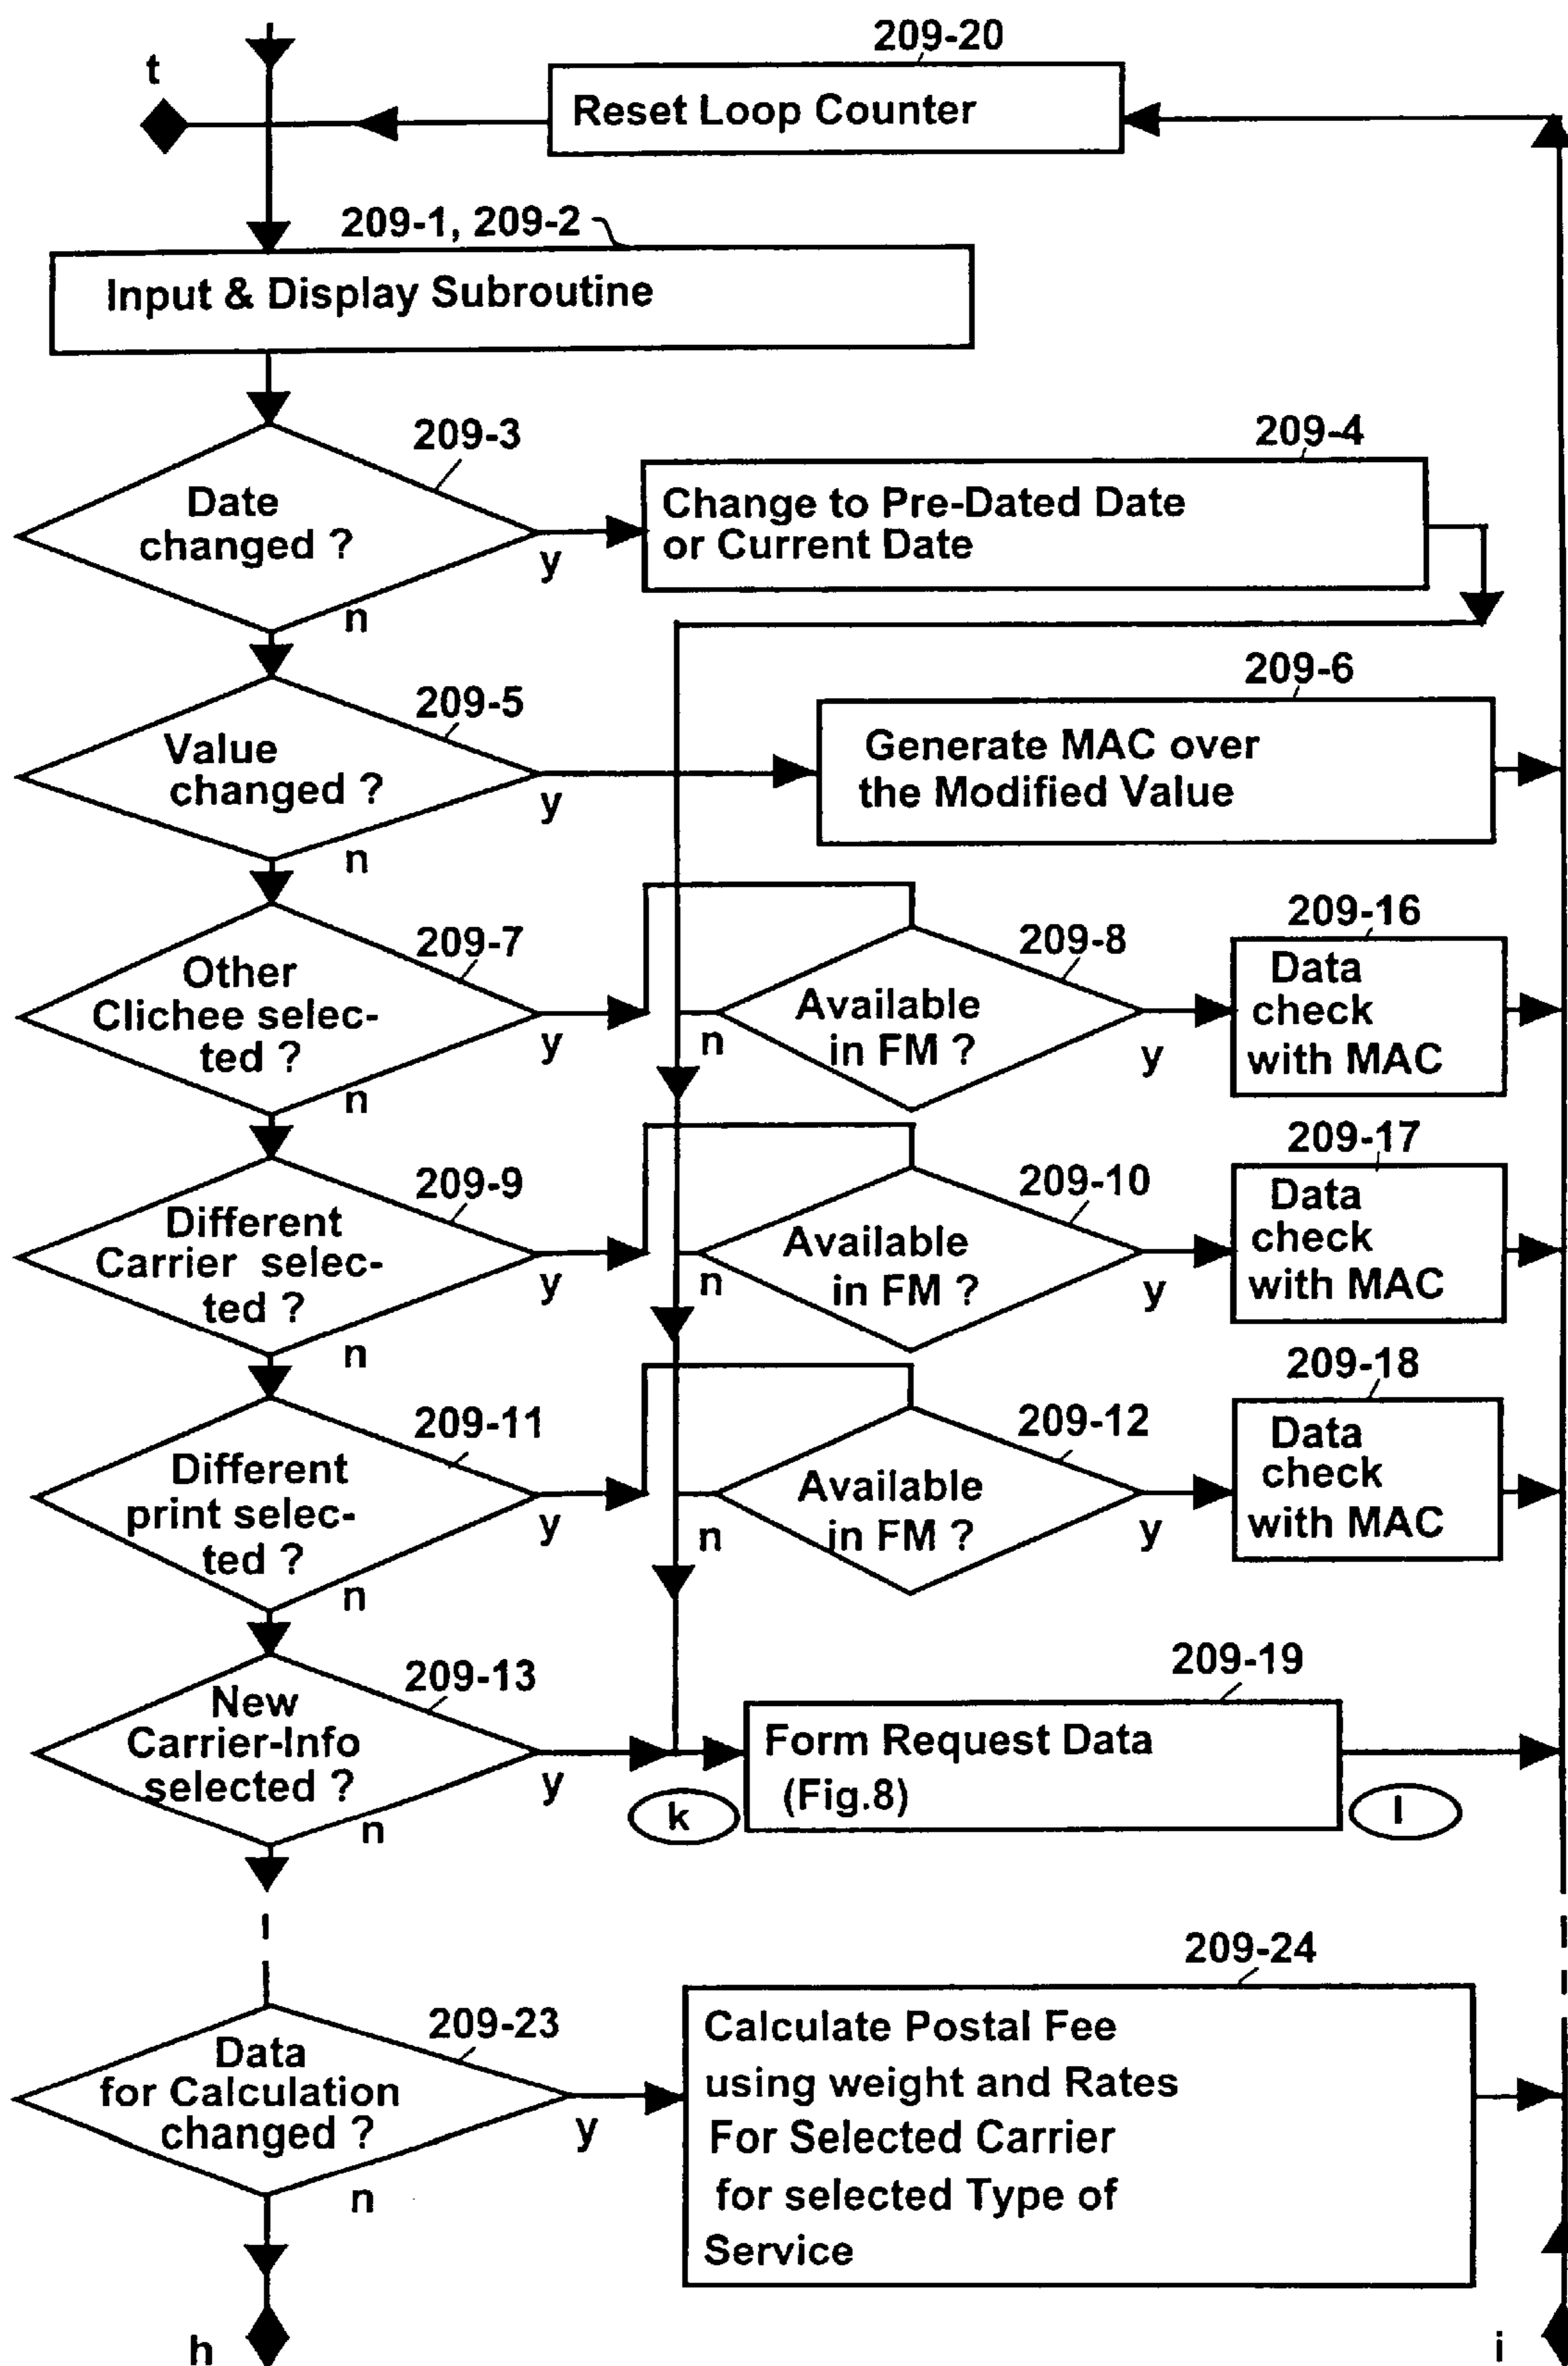 209-20
t
Reset Loop Counter
209-1, 209-2
Input & Display Subroutine
209-3
Date
changed ?
y
n
209-4
Change to Pre-Dated Date
or Current Date
209-5
Value
changed ?
y
n
209-6
Generate MAC over
the Modified Value
209-7
Other
Clichee selec-
ted ?
y
n
209-8
Available
in FM ?
n
y
209-16
Data
check
with MAC
209-9
Different
Carrier selec-
ted ?
y
n
209-10
Available
in FM ?
n
y
209-17
Data
check
with MAC
209-11
Different
print selec-
ted ?
y
n
209-12
Available
in FM ?
n
y
209-18
Data
check
with MAC
209-13
New
Carrier-Info
selected ?
y
n
209-19
Form Request Data
(Fig.8)
k
l
209-23
Data
for Calculation
changed ?
y
n
209-24
Calculate Postal Fee
using weight and Rates
For Selected Carrier
for selected Type of
Service
h
i